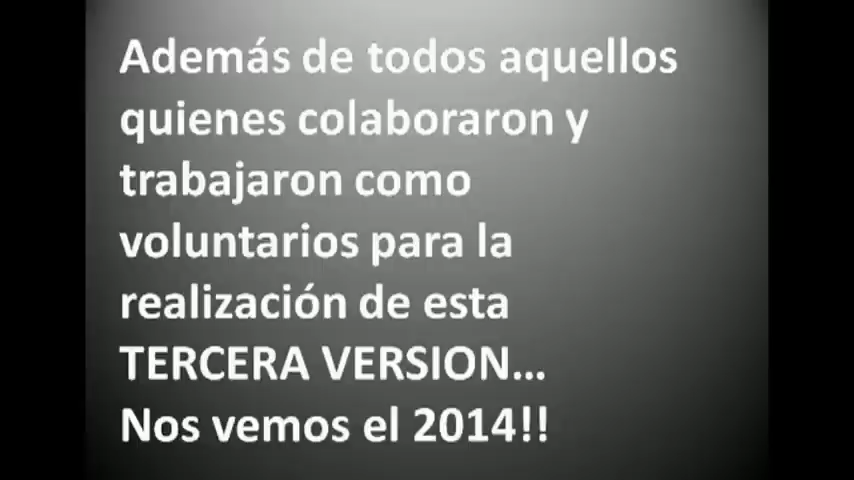 Además de todos aquellos
quienes colaboraron y
trabajaron como
voluntarios para la
realización de esta
TERCERA VERSION...
Nos vemos el 2014!!